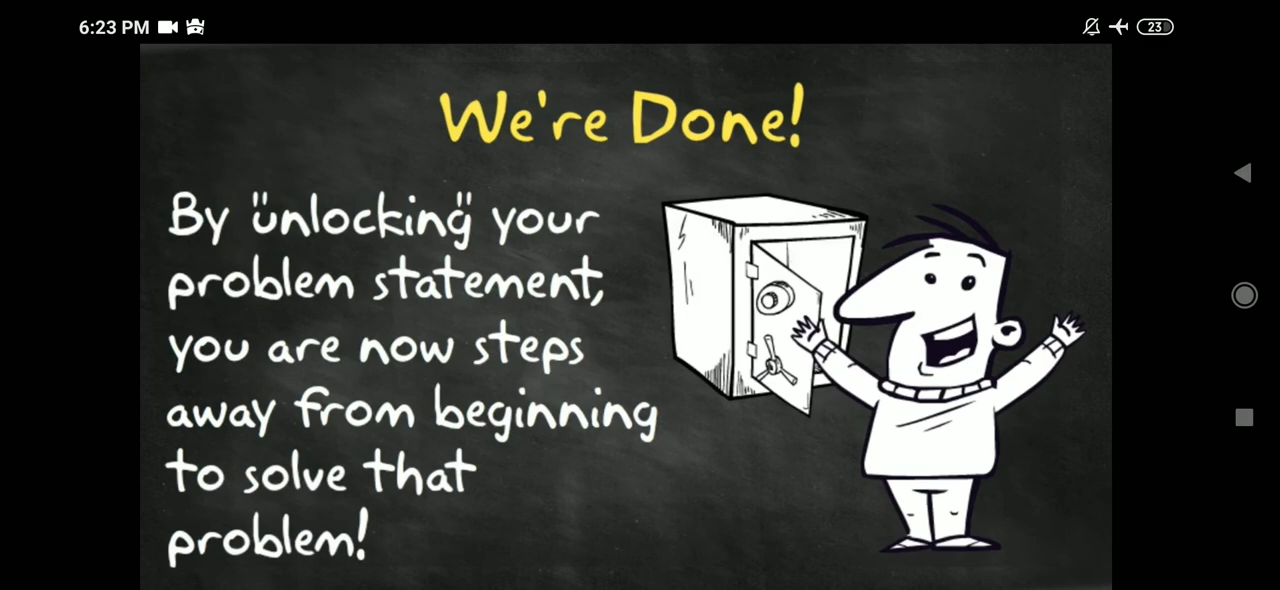 6:23 PM
23
We're Done!
By "unlocking" your
problem statement,
you are now steps
away from beginning
to solve that
problem!